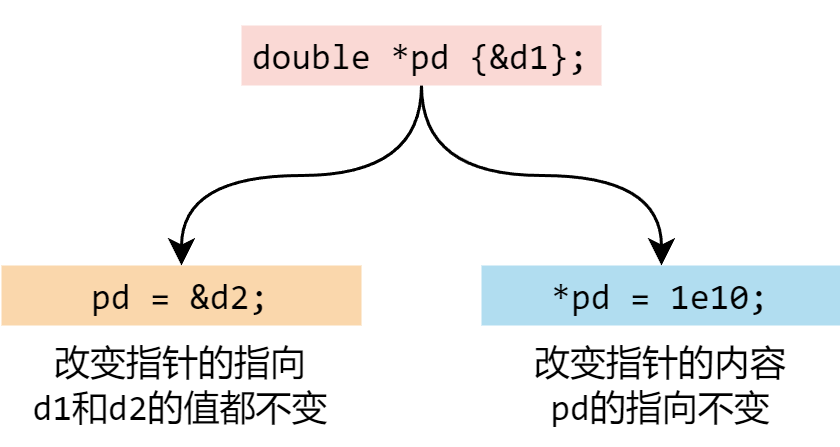 double *pd {&d1};
pd = &d2;
改变指针的指向
d1和d2的值都不变
*pd = 1e10;
改变指针的内容
pd的指向不变